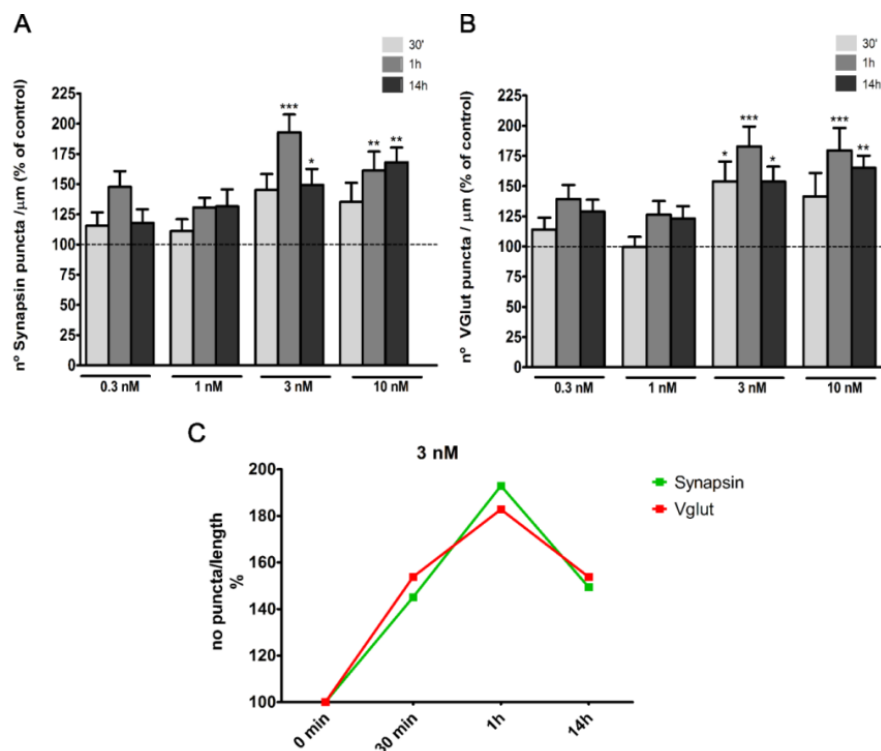 A
30'
1h
14h
nº Synapsin puncta /μm (% of control)
225
200
175
150
125
100
75
50
25
0
***
*
**
**
0.3 nM
1 nM
3 nM
10 nM
B
30'
1h
14h
nº VGlut puncta / μm (% of control)
225
200
175
150
125
100
75
50
25
0
*
***
*
***
**
0.3 nM
1 nM
3 nM
10 nM
C
3 nM
no puncta/length
%
200
180
160
140
120
100
0 min
30 min
1h
14h
Synapsin
Vglut